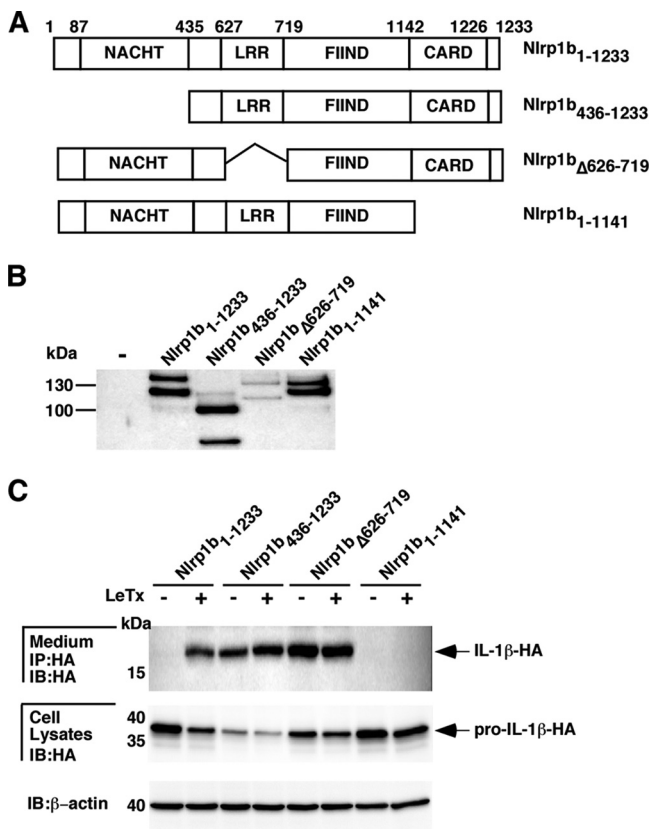 A
1 87 435 627 719 1142 1226 1233
NACHT LRR FIIND CARD Nlrp1b1-1233
LRR FIIND CARD Nlrp1b436-1233
NACHT FIIND CARD Nlrp1bΔ626-719
NACHT LRR FIIND Nlrp1b1-1141
B
kDa - Nlrp1b1-1233 Nlrp1b436-1233 Nlrp1bΔ626-719 Nlrp1b1-1141
130
100
C
Nlrp1b1-1233 Nlrp1b436-1233 Nlrp1bΔ626-719 Nlrp1b1-1141
LeTx - + - + - + - +
kDa
Medium
IP:HA
IB:HA
15
IL-1β-HA
Cell
Lysates
IB:HA
40
35
pro-IL-1β-HA
IB:β-actin 40